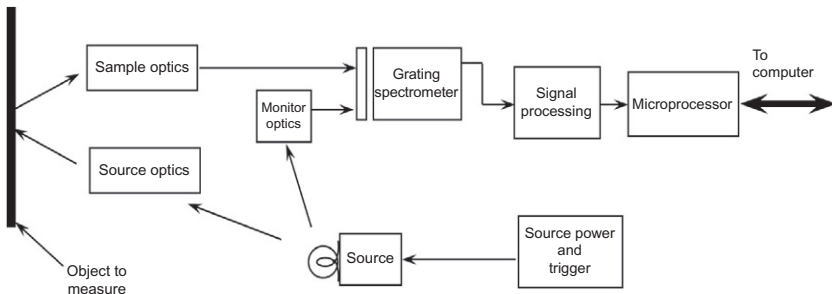 Sample optics
Grating
spectrometer
To
computer
Monitor
optics
Signal
processing
Microprocessor
Source optics
Source power
and
trigger
Source
Object to
measure